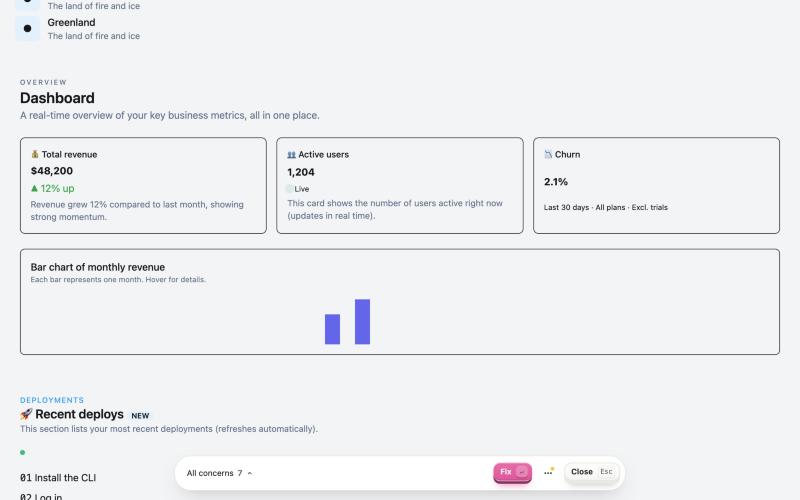 The land of fire and ice
Greenland
The land of fire and ice
OVERVIEW
Dashboard
A real-time overview of your key business metrics, all in one place.
💰 Total revenue
$48,200
▲ 12% up
Revenue grew 12% compared to last month, showing
strong momentum.
👥 Active users
1,204
Live
This card shows the number of users active right now
(updates in real time).
📉 Churn
2.1%
Last 30 days · All plans · Excl. trials
Bar chart of monthly revenue
Each bar represents one month. Hover for details.
DEPLOYMENTS
🚀 Recent deploys NEW
This section lists your most recent deployments (refreshes automatically).
01 Install the CLI
02 Log in
All concerns 7
Fix ↵
Close Esc